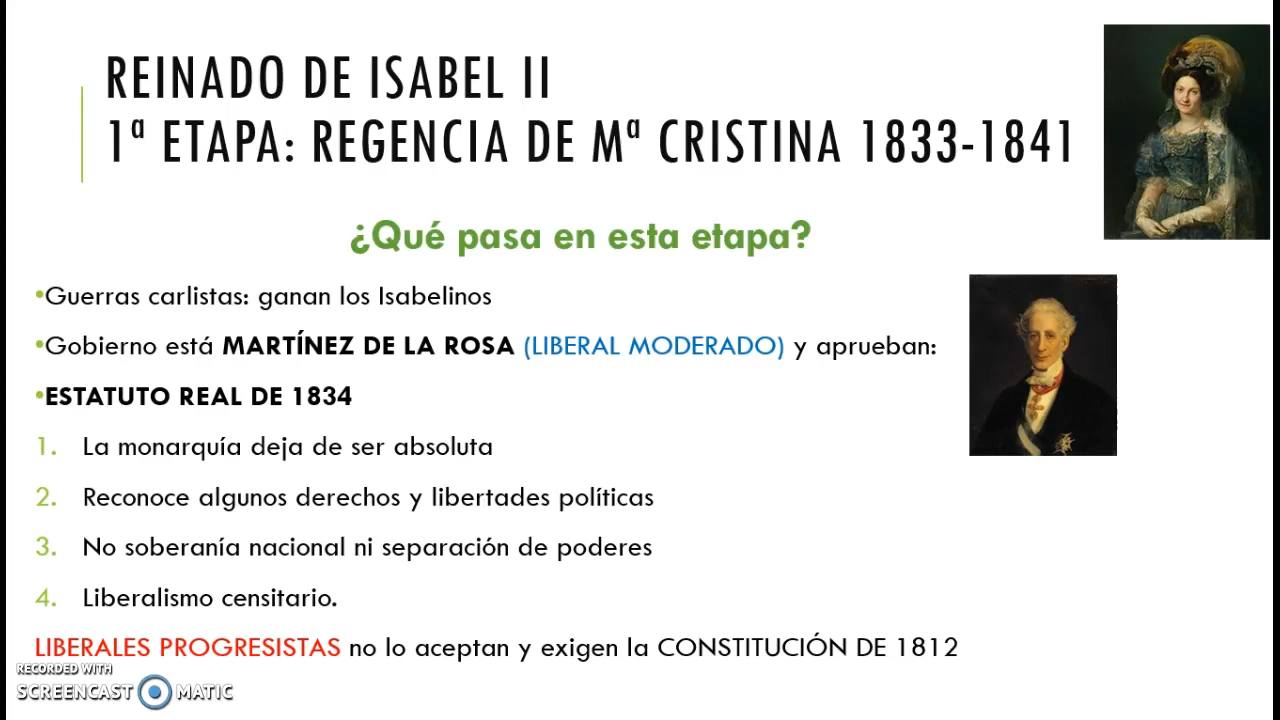 REINADO DE ISABEL II
1ª ETAPA: REGENCIA DE Mª CRISTINA 1833-1841
¿Qué pasa en esta etapa?
•Guerras carlistas: ganan los Isabelinos
•Gobierno está MARTÍNEZ DE LA ROSA (LIBERAL MODERADO) y aprueban:
•ESTATUTO REAL DE 1834
1. La monarquía deja de ser absoluta
2. Reconoce algunos derechos y libertades políticas
3. No soberanía nacional ni separación de poderes
4. Liberalismo censitario.
LIBERALES PROGRESISTAS no lo aceptan y exigen la CONSTITUCIÓN DE 1812
RECORDED WITH
SCREENCAST MATIC